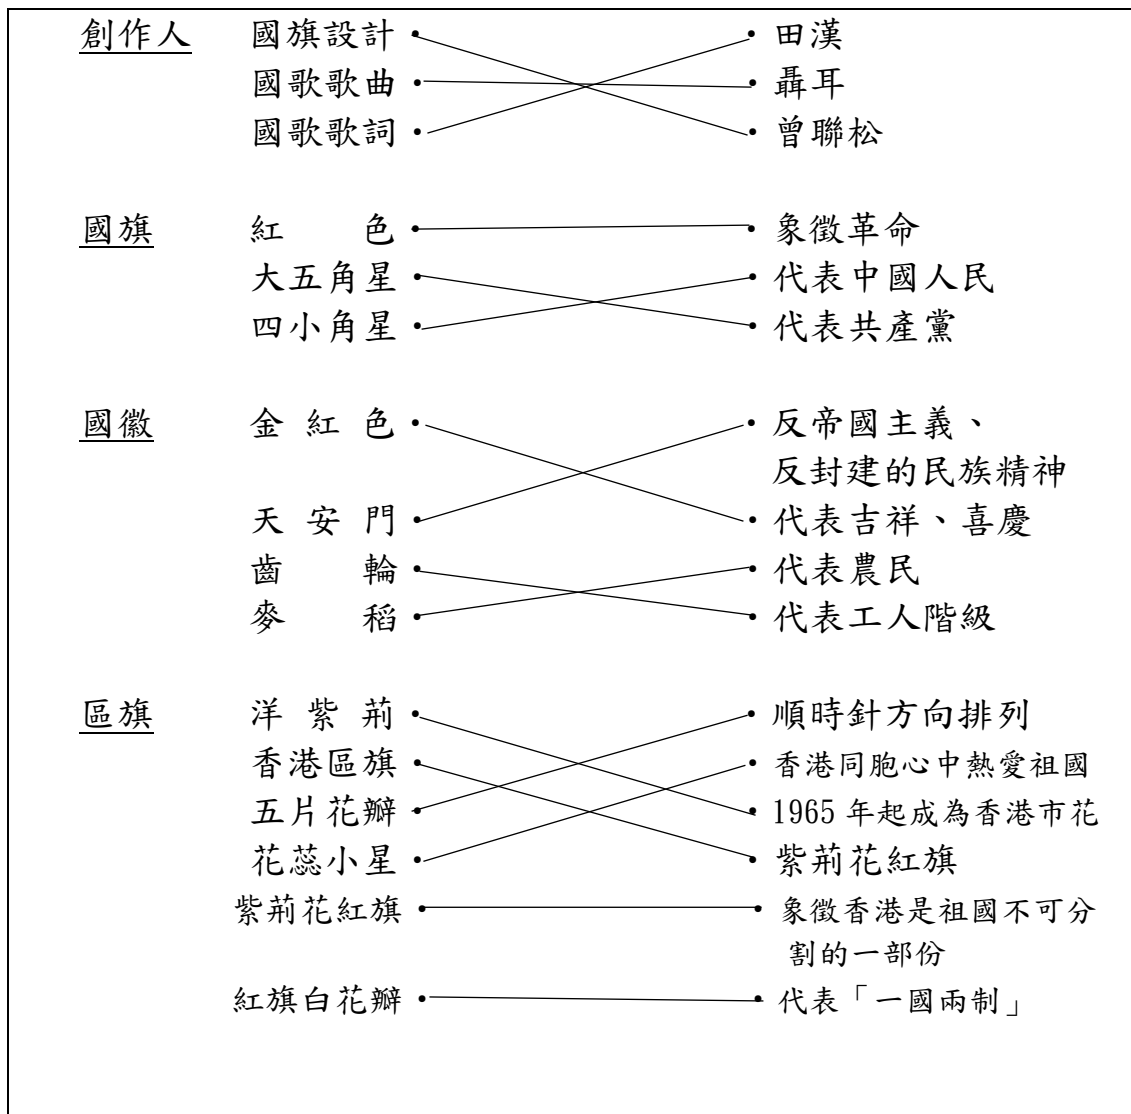 創作人 國旗設計 • • 田漢
國歌歌曲 • • 聶耳
國歌歌詞 • • 曾聯松
國旗 紅 色 • • 象徵革命
大五角星 • • 代表中國人民
四小角星 • • 代表共產黨
國徽 金紅色 • • 反帝國主義、
反封建的民族精神
天安門 • • 代表吉祥、喜慶
齒 輪 • • 代表農民
麥 稻 • • 代表工人階級
區旗 洋紫荊 • • 順時針方向排列
香港區旗 • • 香港同胞心中熱愛祖國
五片花瓣 • • 1965 年起成為香港市花
花蕊小星 • • 紫荊花紅旗
紫荊花紅旗 • • 象徵香港是祖國不可分
割的一部份
紅旗白花瓣 • • 代表「一國兩制」